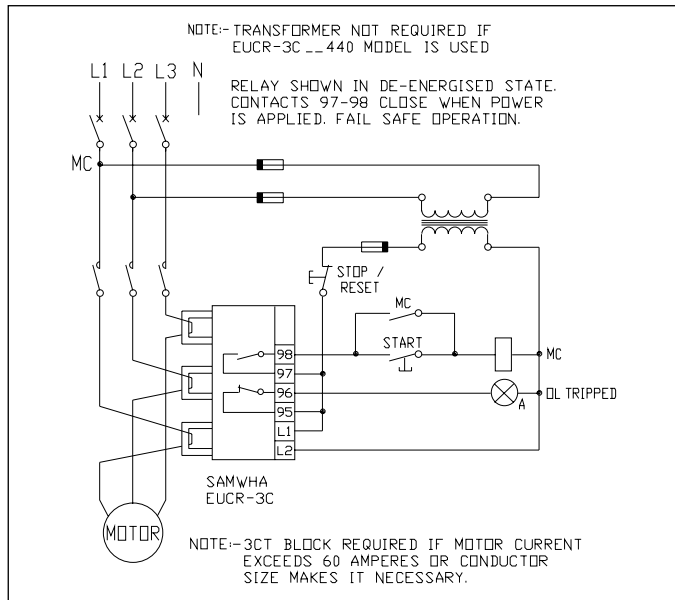 NOTE:- TRANSFORMER NOT REQUIRED IF
EUCR-3C__440 MODEL IS USED
L1 L2 L3 N
RELAY SHOWN IN DE-ENERGISED STATE.
CONTACTS 97-98 CLOSE WHEN POWER
IS APPLIED. FAIL SAFE OPERATION.
MC
STOP /
RESET
MC
START
98
MC
97
96
OL TRIPPED
A
95
L1
L2
SAMWHA
EUCR-3C
MOTOR
NOTE:-3CT BLOCK REQUIRED IF MOTOR CURRENT
EXCEEDS 60 AMPERES OR CONDUCTOR
SIZE MAKES IT NECESSARY.